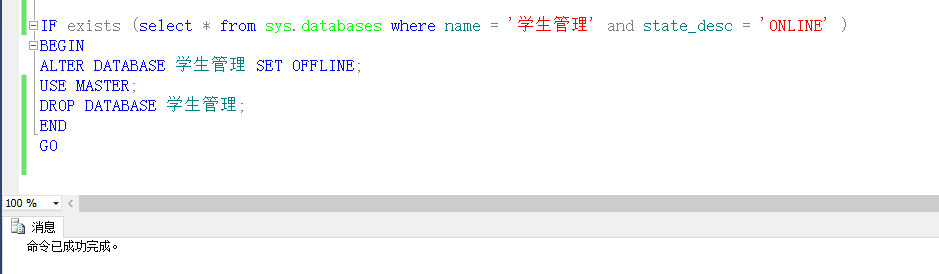 IF exists (select * from sys.databases where name = '学生管理' and state_desc = 'ONLINE' )
BEGIN
ALTER DATABASE 学生管理 SET OFFLINE;
USE MASTER;
DROP DATABASE 学生管理;
END
GO
100 %
消息
命令已成功完成。